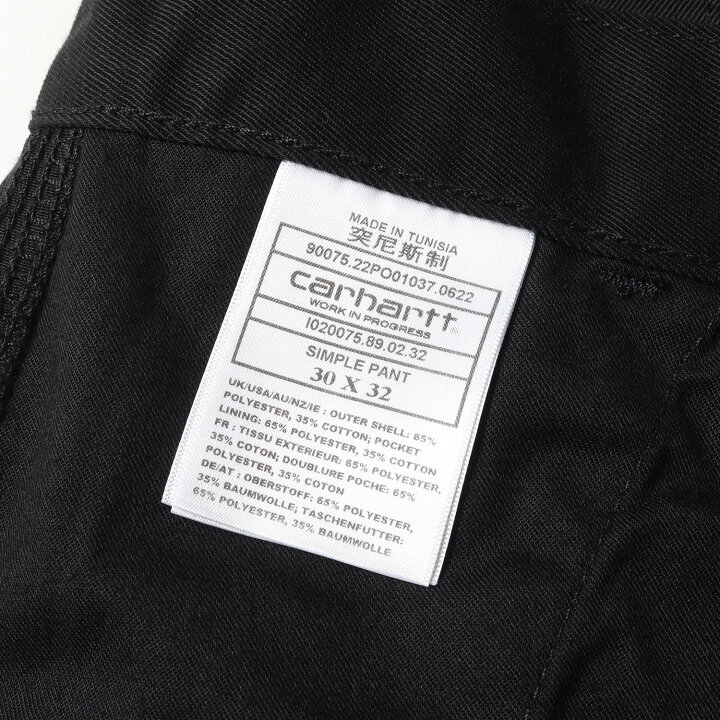 MADE IN TUNISIA
突尼斯制
90075.22PO01037.0622
carhartt®
WORK IN PROGRESS
I020075.89.02.32
SIMPLE PANT
30 X 32
UK/USA/AU/NZ/IE : OUTER SHELL: 65%
POLYESTER, 35% COTTON; POCKET
LINING: 65% POLYESTER, 35% COTTON
FR : TISSU EXTERIEUR: 65% POLYESTER,
35% COTON; DOUBLURE POCHE: 65%
POLYESTER, 35% COTON
DE/AT : OBERSTOFF: 65% POLYESTER,
35% BAUMWOLLE; TASCHENFUTTER:
65% POLYESTER, 35% BAUMWOLLE